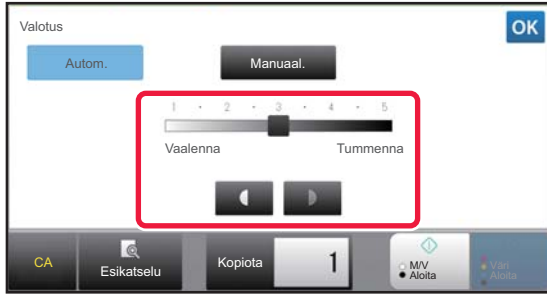 Valotus
OK
Autom.
Manuaal.
1 · 2 · 3 · 4 · 5
Vaalenna
Tummenna
CA
Esikatselu
Kopiota
1
M/V
Aloita
Väri
Aloita